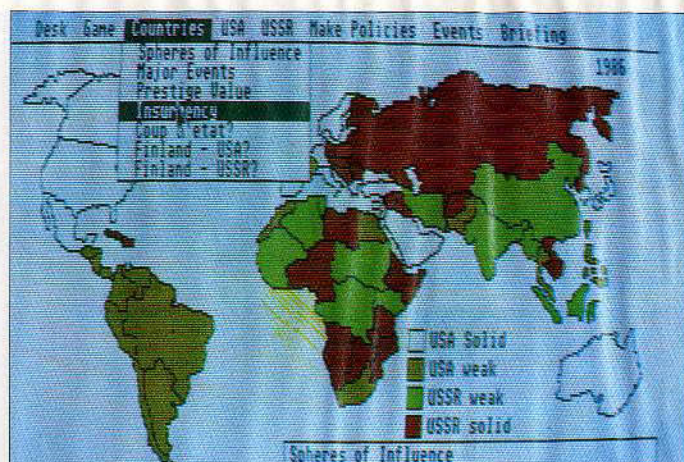 Desk Game Countries USA USSR Make Policies Events Briefing
Spheres of Influence
Major Events
Prestige Value
Insurgency
Coup d'etat?
Finland - USA?
Finland - USSR?
1986
USA Solid
USA weak
USSR weak
USSR solid
Spheres of Influence